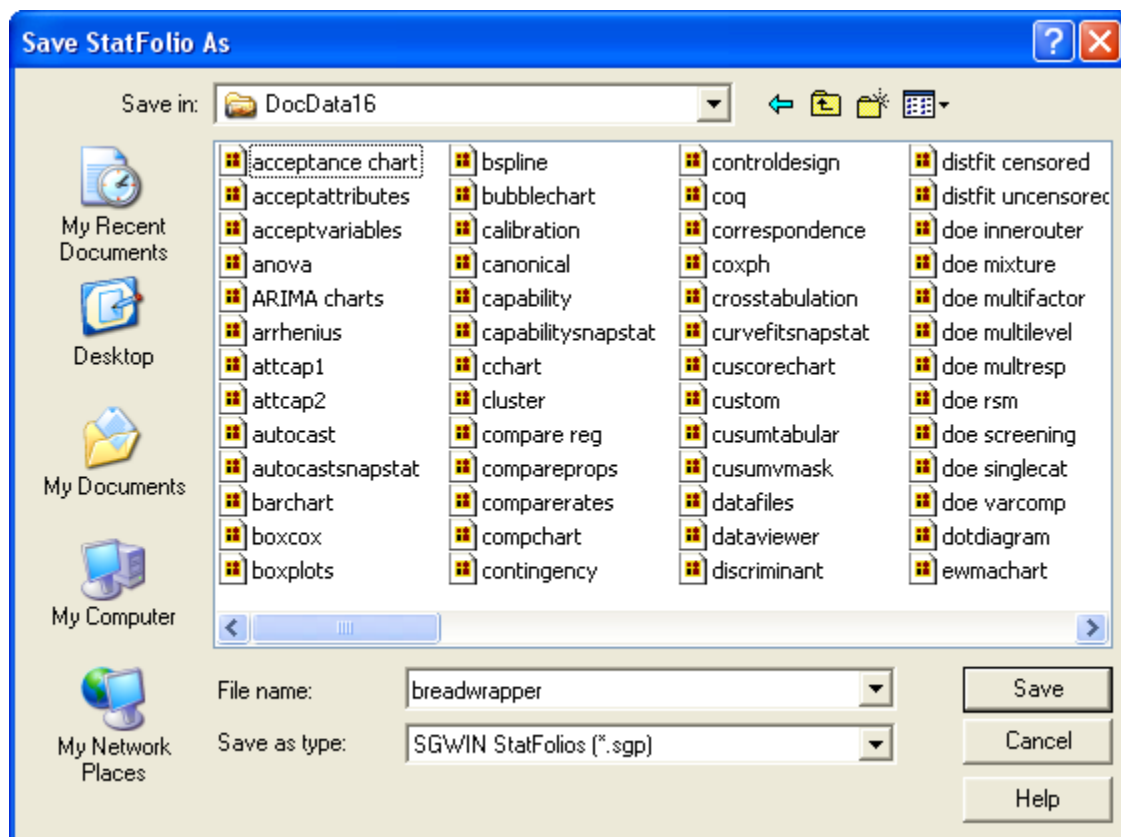 Save StatFolio As
Save in:
DocData16
My Recent
Documents
Desktop
My Documents
My Computer
My Network
Places
acceptance chart
acceptattributes
acceptvariables
anova
ARIMA charts
arrhenius
attcap1
attcap2
autocast
autocastsnapstat
barchart
boxcox
boxplots
bspline
bubblechart
calibration
canonical
capability
capabilitysnapstat
cchart
cluster
compare reg
compareprops
comparerates
compchart
contingency
controldesign
coq
correspondence
coxph
crosstabulation
curvefitsnapstat
cuscorechart
custom
cusumtabular
cusumvmask
datafiles
dataviewer
discriminant
distfit censored
distfit uncensored
doe innerouter
doe mixture
doe multifactor
doe multilevel
doe multresp
doe rsm
doe screening
doe singlecat
doe varcomp
dotdiagram
ewmachart
File name:
breadwrapper
Save
Save as type:
SGWIN StatFolios (*.sgp)
Cancel
Help